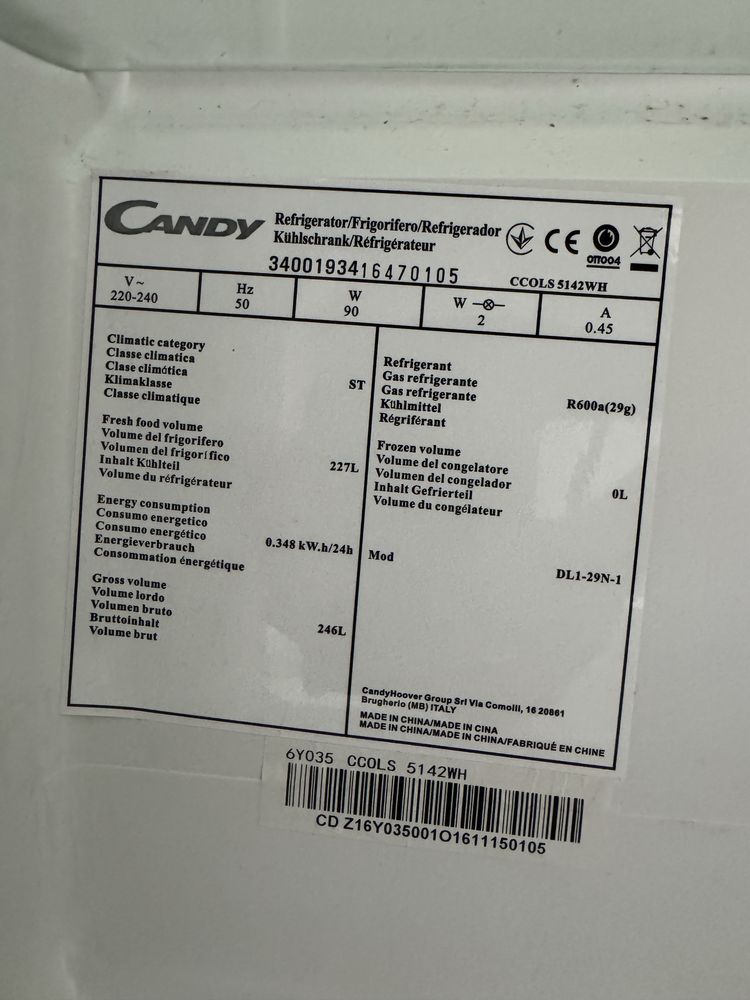 CANDY
Refrigerator/Frigorifero/Refrigerador
Kühlschrank/Réfrigérateur
CE
OTT004
3400193416470105
CCOLS 5142WH
V~
220-240
Hz
50
W
90
W
2
A
0.45
Climatic category
Classe climatica
Clase climótica
Klimaklasse
Classe climatique
ST
Fresh food volume
Volume del frigorifero
Volumen del frigorífico
Inhalt Kühlteil
Volume du réfrigérateur
227L
Energy consumption
Consumo energetico
Consumo energético
Energieverbrauch
Consommation énergétique
0.348 kW.h/24h
Gross volume
Volume lordo
Volumen bruto
Bruttoinhalt
Volume brut
246L
Refrigerant
Gas refrigerante
Gas refrigerante
Kühlmittel
Régriférant
R600a(29g)
Frozen volume
Volume del congelatore
Volumen del congelador
Inhalt Gefrierteil
Volume du congélateur
0L
Mod
DL1-29N-1
CandyHoover Group Srl Via Comolli, 16 20861
Brugherio (MB) ITALY
MADE IN CHINA/MADE IN CINA
MADE IN CHINA/MADE IN CHINA/FABRIQUÉ EN CHINE
6Y035 CCOLS 5142WH
CD Z16Y035001O1611150105